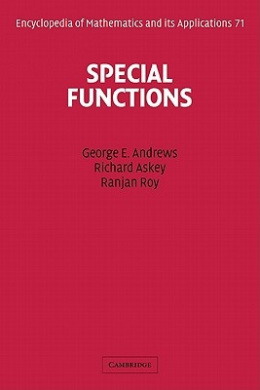 Encyclopedia of Mathematics and its Applications 71
SPECIAL
FUNCTIONS
George E. Andrews
Richard Askey
Ranjan Roy
CAMBRIDGE